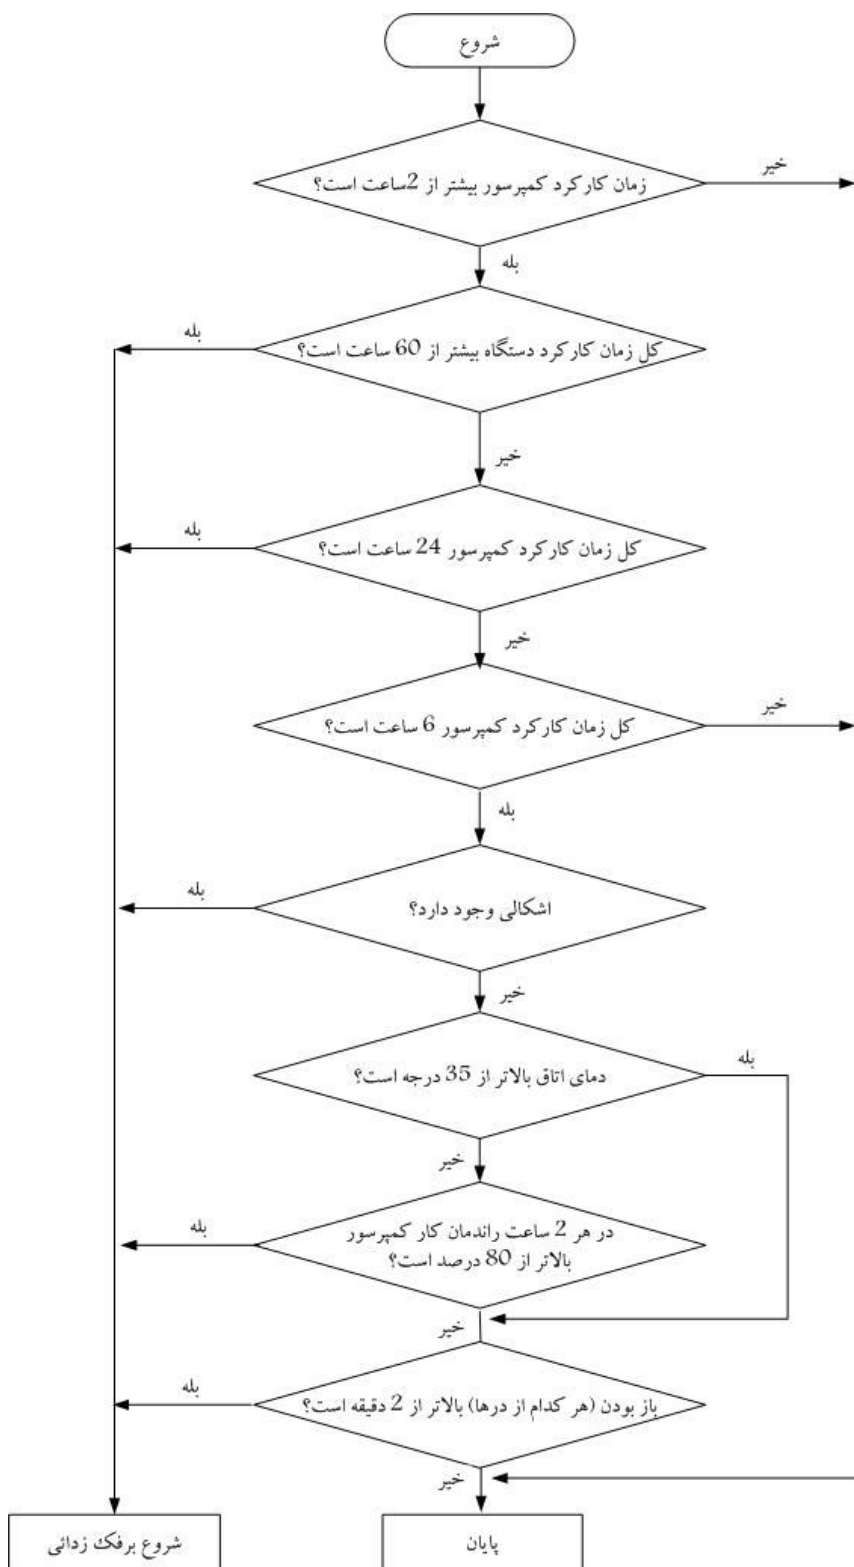 شروع
زمان کارکرد کمپرسور بیشتر از 2ساعت است؟
خیر
بله
کل زمان کارکرد دستگاه بیشتر از 60 ساعت است؟
بله
خیر
کل زمان کارکرد کمپرسور 24 ساعت است؟
بله
خیر
کل زمان کارکرد کمپرسور 6 ساعت است؟
خیر
بله
اشکالی وجود دارد؟
بله
خیر
دمای اتاق بالاتر از 35 درجه است؟
بله
خیر
در هر 2 ساعت راندمان کار کمپرسور
بالاتر از 80 درصد است؟
بله
خیر
باز بودن (هر کدام از درها) بالاتر از 2 دقیقه است؟
بله
خیر
پایان
شروع برفک زدائی